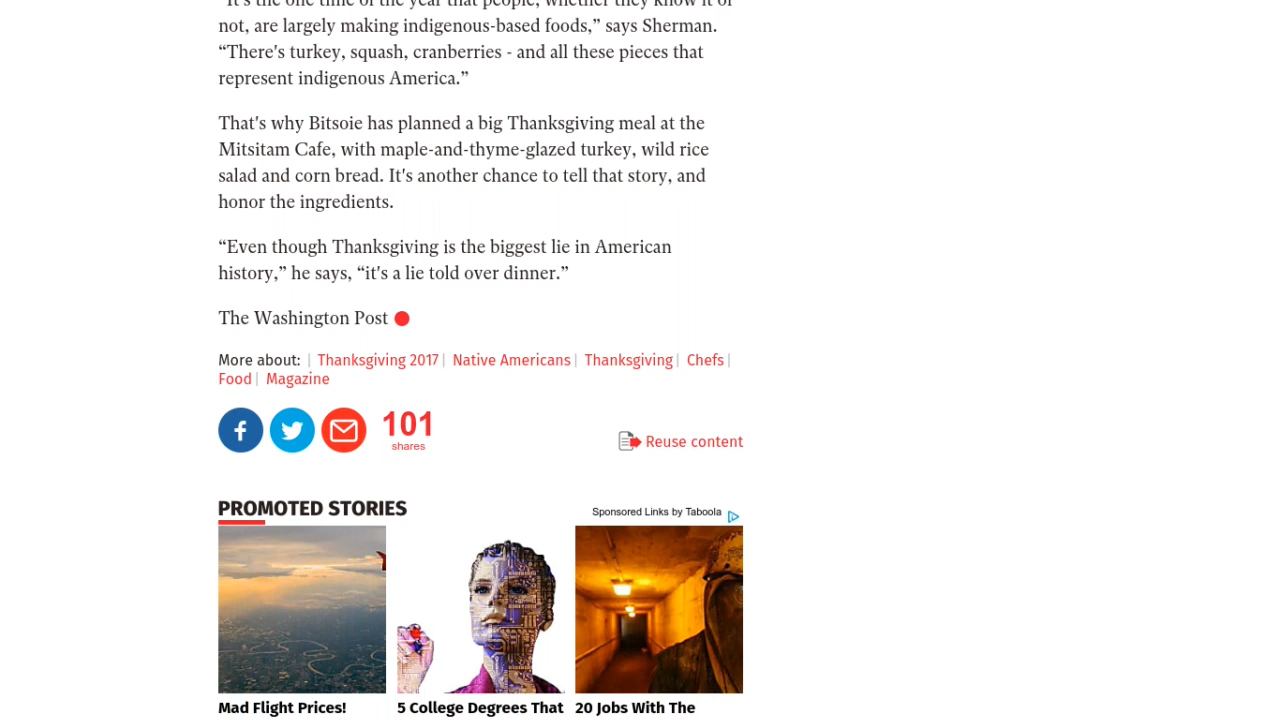 “It's the one time of the year that people, whether they know it or
not, are largely making indigenous-based foods,” says Sherman.
“There's turkey, squash, cranberries - and all these pieces that
represent indigenous America.”
That's why Bitsoie has planned a big Thanksgiving meal at the
Mitsitam Cafe, with maple-and-thyme-glazed turkey, wild rice
salad and corn bread. It's another chance to tell that story, and
honor the ingredients.
“Even though Thanksgiving is the biggest lie in American
history,” he says, “it's a lie told over dinner.”
The Washington Post
More about: | Thanksgiving 2017 | Native Americans | Thanksgiving | Chefs |
Food | Magazine
101
shares
Reuse content
PROMOTED STORIES
Sponsored Links by Taboola
Mad Flight Prices!
5 College Degrees That
20 Jobs With The